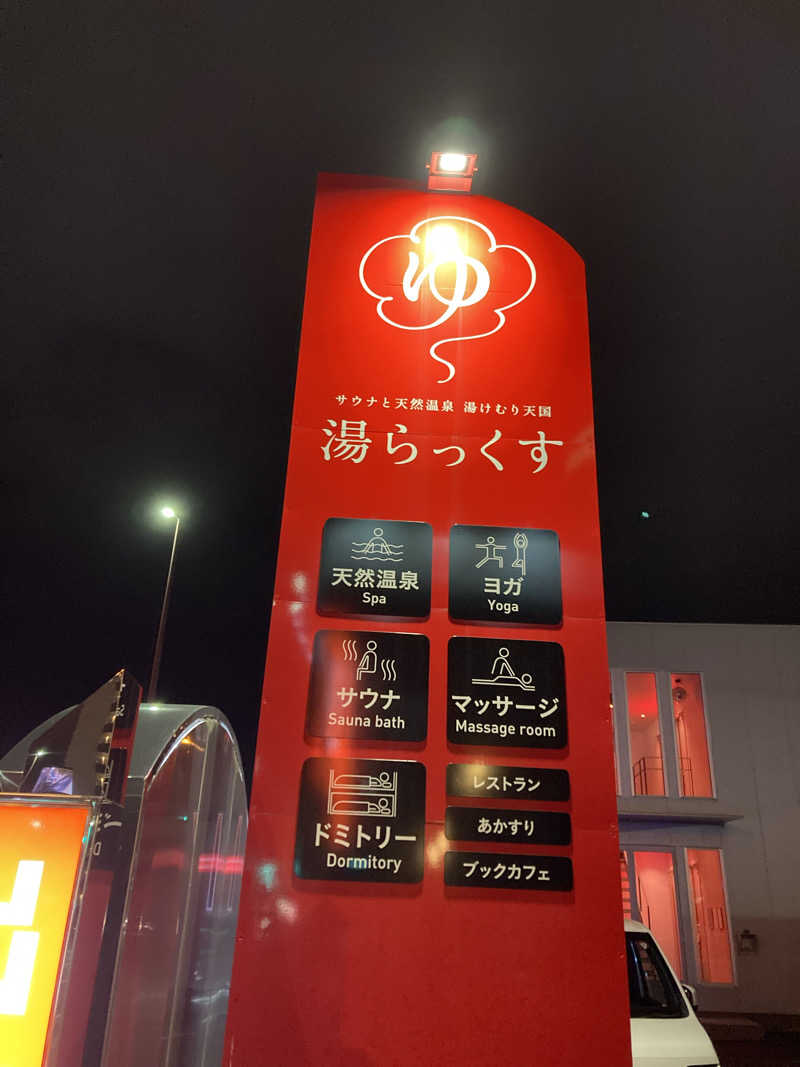 ゆ
サウナと天然温泉 湯けむり天国
湯らっくす
天然温泉
Spa
ヨガ
Yoga
サウナ
Sauna bath
マッサージ
Massage room
ドミトリー
Dormitory
レストラン
あかすり
ブックカフェ